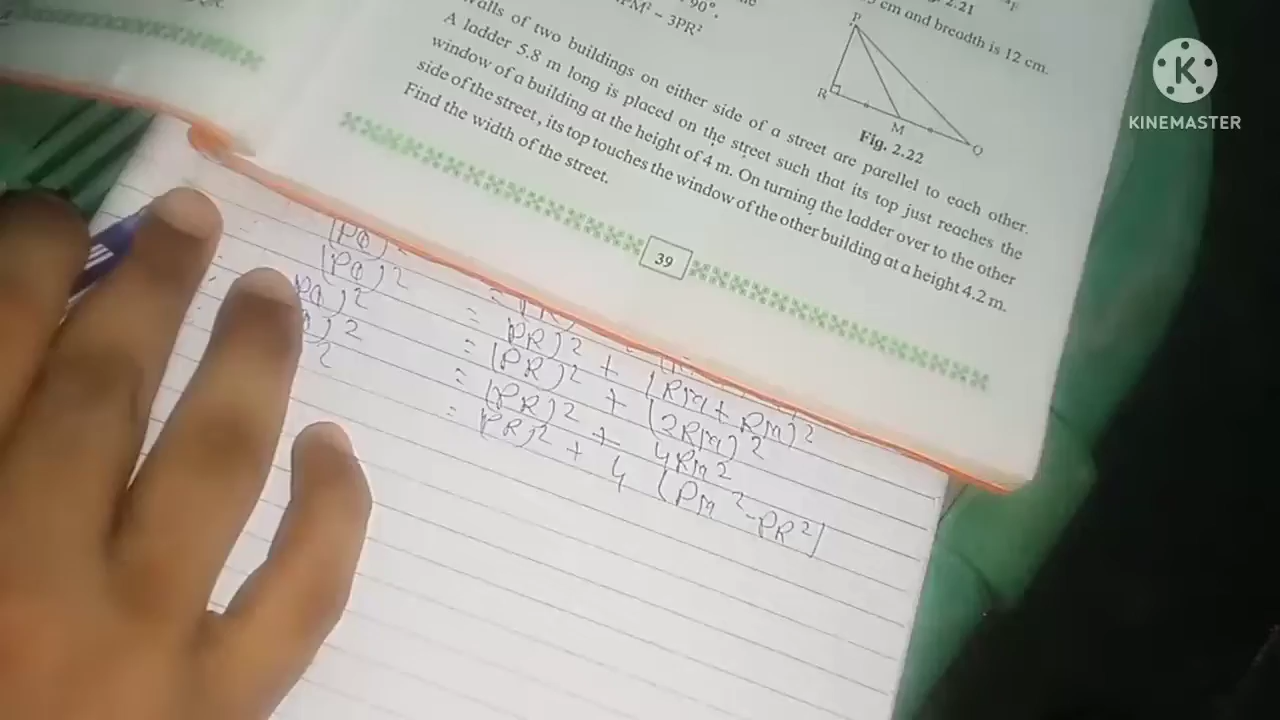 2.21
90°,
PM² – 3PR²
cm and breadth is 12 cm.
P
R
M
Q
Fig. 2.22
walls of two buildings on either side of a street are parellel to each other.
A ladder 5.8 m long is placed on the street such that its top just reaches the
window of a building at the height of 4 m. On turning the ladder over to the other
side of the street, its top touches the window of the other building at a height 4.2 m.
Find the width of the street.
39
KINEMASTER
(PQ)
(PQ)² = PR)² + (RM + RM)²
PQ)² = (PR)² + (2RM)²
)² = (PR)² + 4RM²
2 = PR)² + 4 (PM² - PR²)